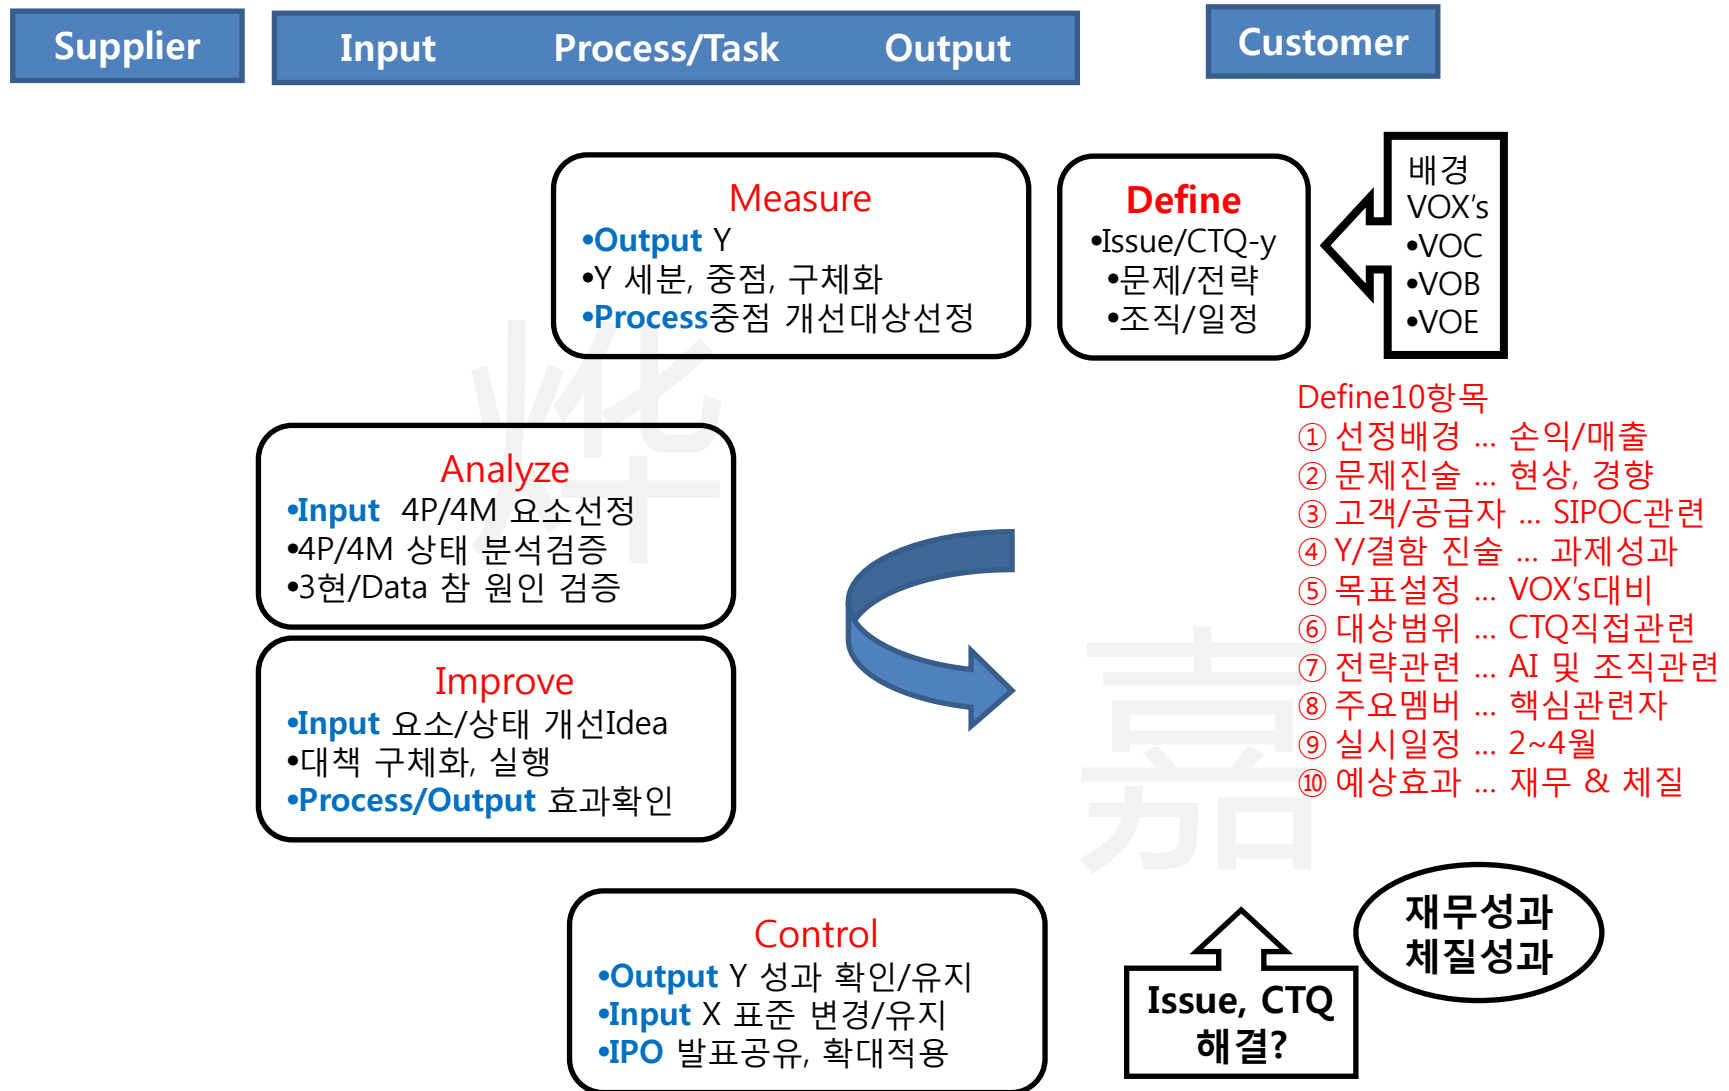 Supplier
Input Process/Task Output
Customer
Measure
•Output Y
•Y 세분, 중점, 구체화
•Process중점 개선대상선정
Define
•Issue/CTQ-y
•문제/전략
•조직/일정
배경
VOX's
•VOC
•VOB
•VOE
Define10항목
① 선정배경 ... 손익/매출
② 문제진술 ... 현상, 경향
③ 고객/공급자 ... SIPOC관련
④ Y/결함 진술 ... 과제성과
⑤ 목표설정 ... VOX's대비
⑥ 대상범위 ... CTQ직접관련
⑦ 전략관련 ... AI 및 조직관련
⑧ 주요멤버 ... 핵심관련자
⑨ 실시일정 ... 2~4월
⑩ 예상효과 ... 재무 & 체질
Analyze
•Input 4P/4M 요소선정
•4P/4M 상태 분석검증
•3현/Data 참 원인 검증
Improve
•Input 요소/상태 개선Idea
•대책 구체화, 실행
•Process/Output 효과확인
Control
•Output Y 성과 확인/유지
•Input X 표준 변경/유지
•IPO 발표공유, 확대적용
Issue, CTQ
해결?
재무성과
체질성과
烨
嘉